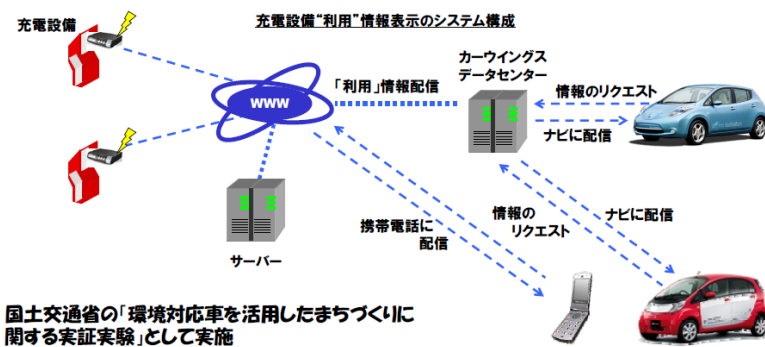 充電設備“利用”情報表示のシステム構成
充電設備
カーウイングス
データセンター
「利用」情報配信
情報のリクエスト
www
ナビに配信
携帯電話に
配信
情報の
リクエスト
ナビに配信
サーバー
国土交通省の「環境対応車を活用したまちづくりに
関する実証実験」として実施